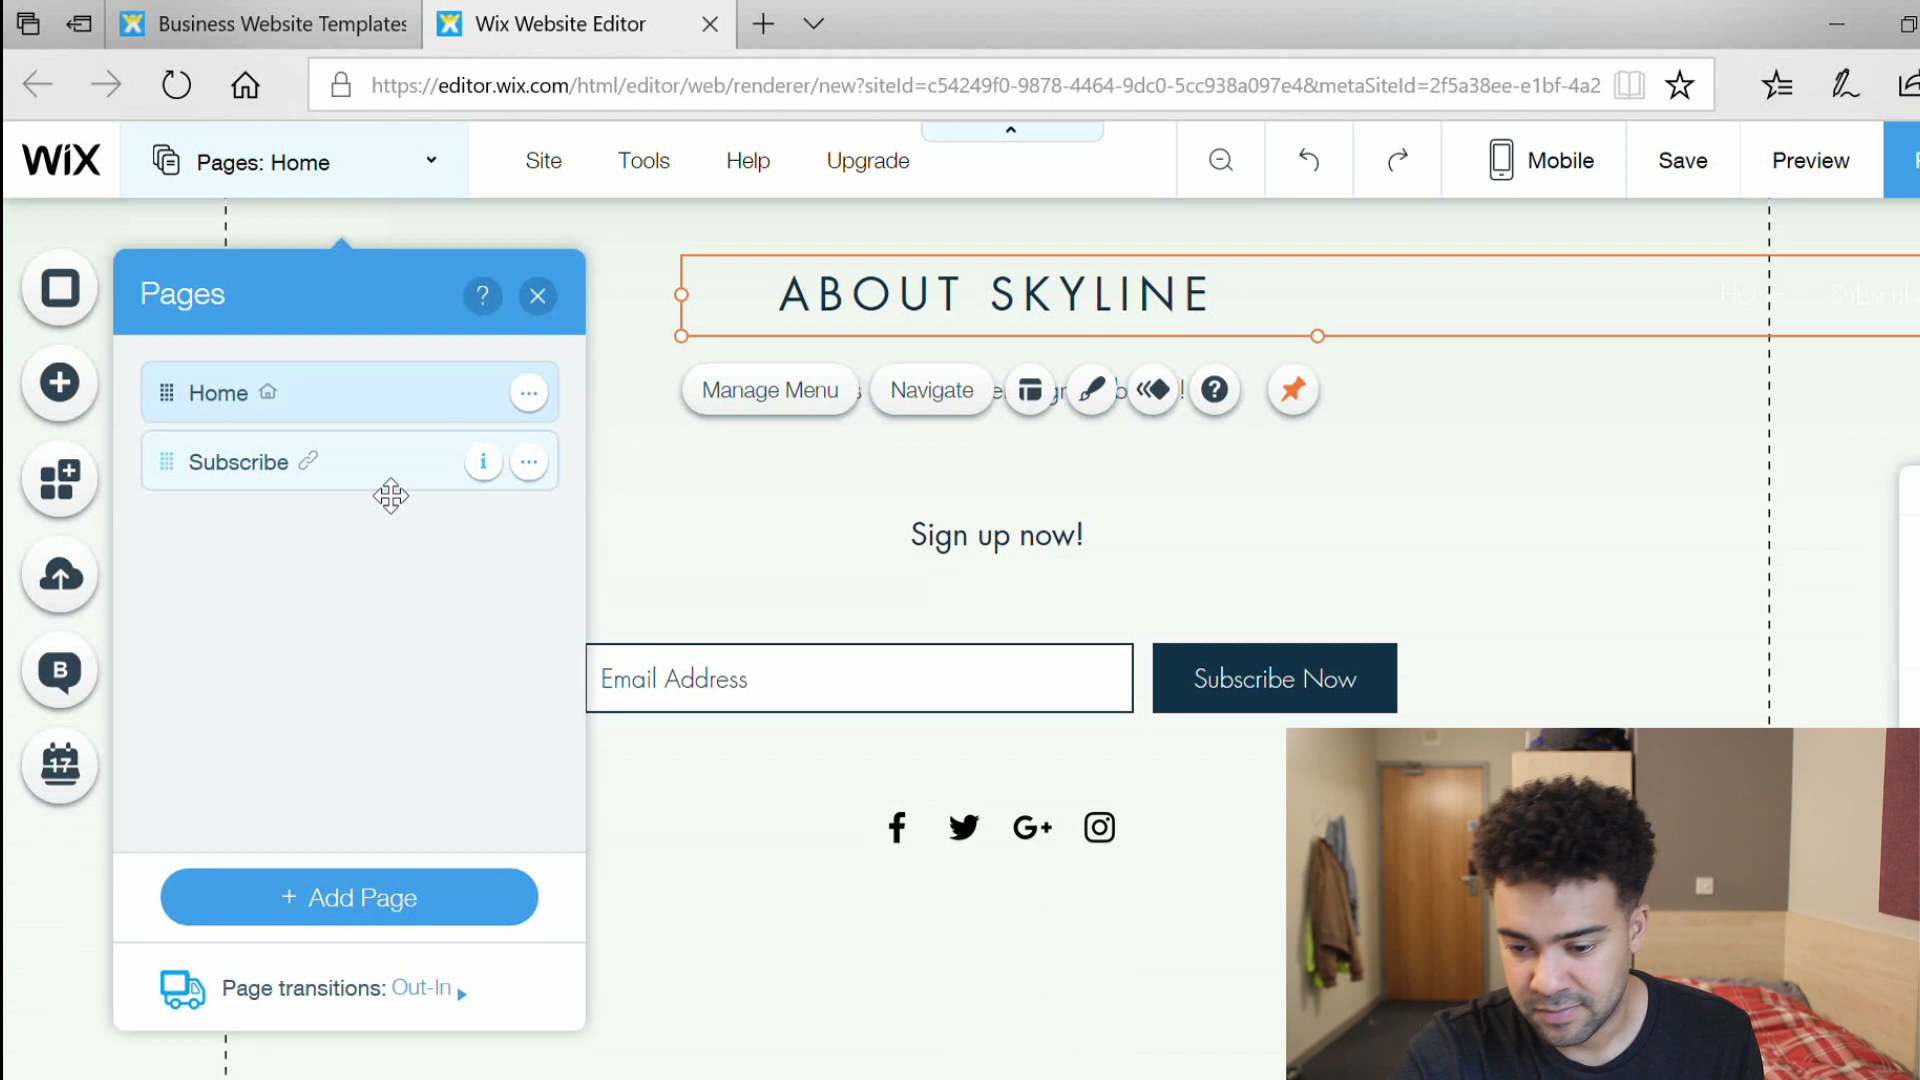 Business Website Templates
Wix Website Editor
https://editor.wix.com/html/editor/web/renderer/new?siteId=c54249f0-9878-4464-9dc0-5cc938a097e4&metaSiteId=2f5a38ee-e1bf-4a2
WiX
Pages: Home
Site
Tools
Help
Upgrade
Mobile
Save
Preview
Pages
?
ABOUT SKYLINE
Home
Manage Menu
Navigate
?
Home
Subscribe
i
Sign up now!
Email Address
Subscribe Now
B
17
G+
+ Add Page
Page transitions: Out-In